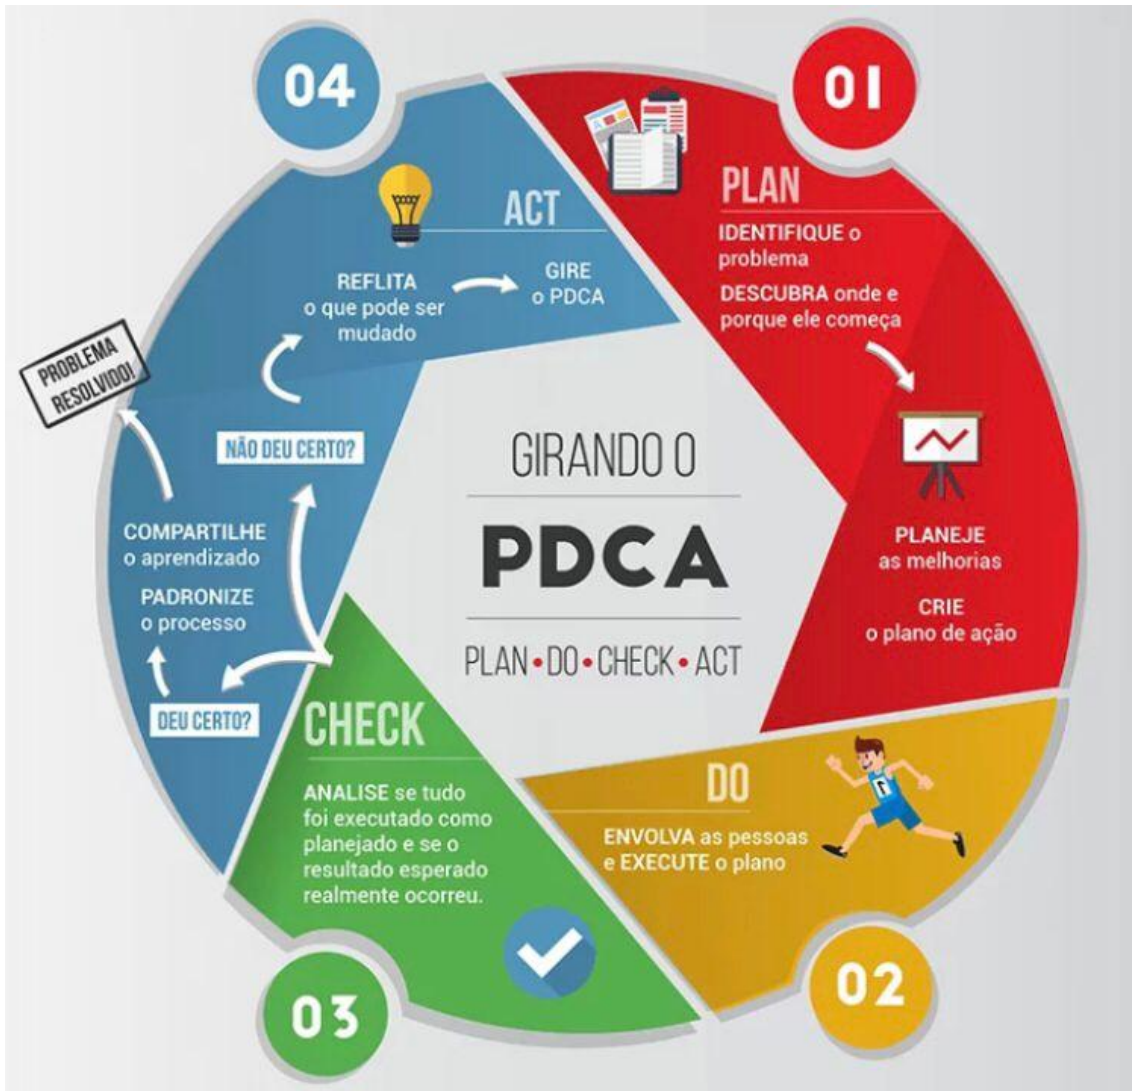 GIRANDO O
PDCA
PLAN • DO • CHECK • ACT
01
PLAN
IDENTIFIQUE o
problema
DESCUBRA onde e
porque ele começa
PLANEJE
as melhorias
CRIE
o plano de ação
02
DO
ENVOLVA as pessoas
e EXECUTE o plano
03
CHECK
ANALISE se tudo
foi executado como
planejado e se o
resultado esperado
realmente ocorreu.
04
ACT
DEU CERTO?
PADRONIZE
o processo
COMPARTILHE
o aprendizado
PROBLEMA
RESOLVIDO!
NÃO DEU CERTO?
REFLITA
o que pode ser
mudado
GIRE
o PDCA